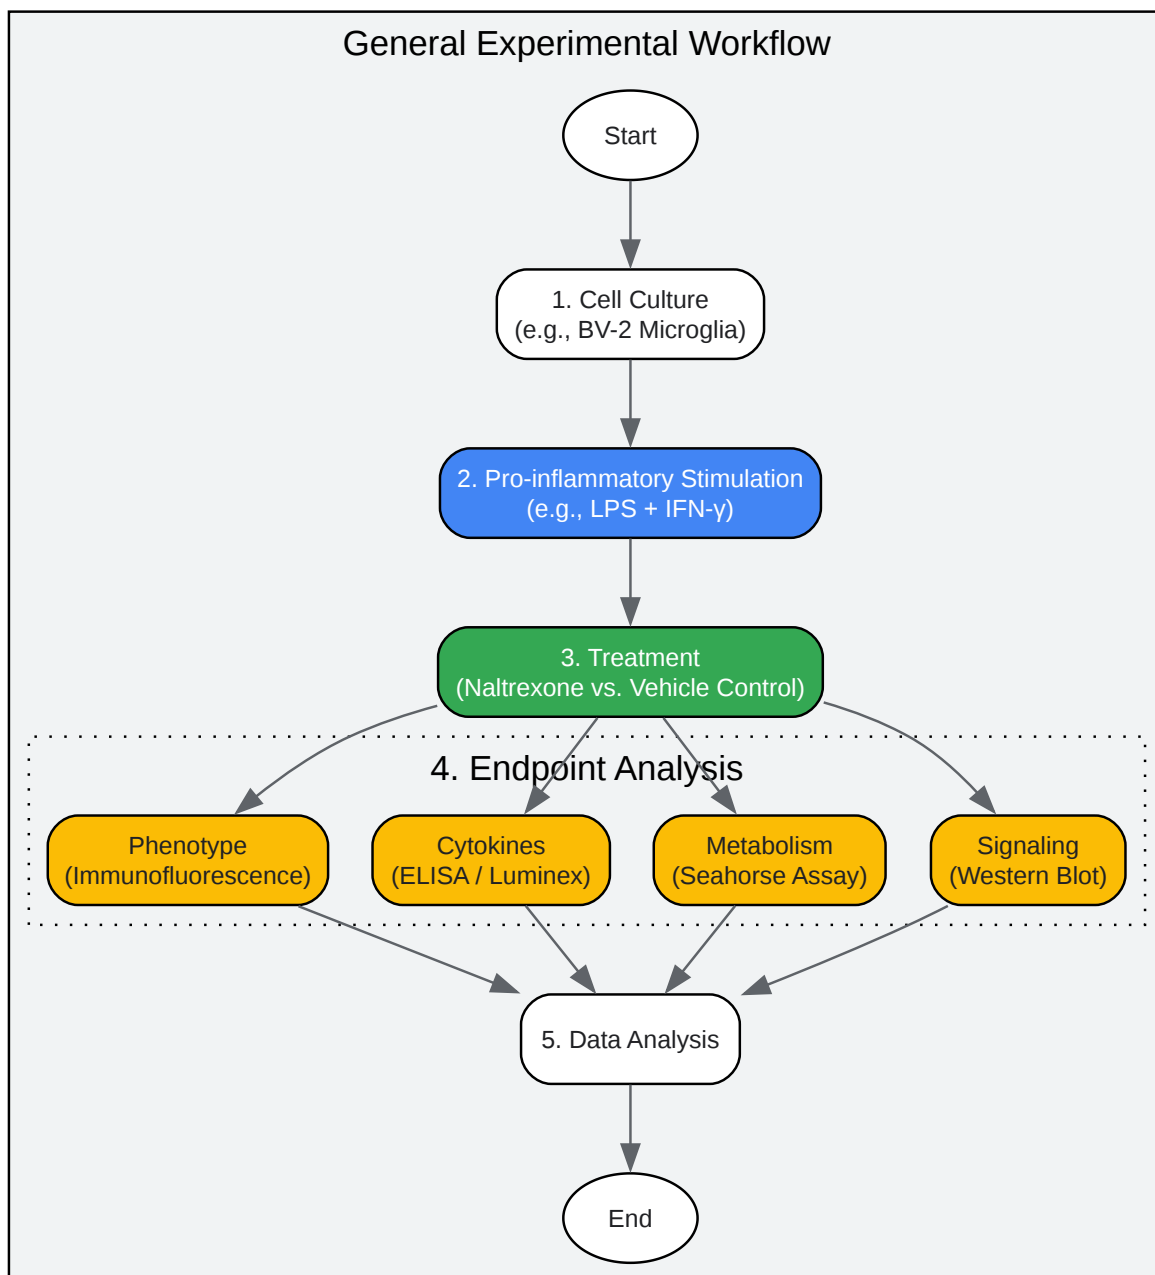 General Experimental Workflow
Start
1. Cell Culture
(e.g., BV-2 Microglia)
2. Pro-inflammatory Stimulation
(e.g., LPS + IFN-γ)
3. Treatment
(Naltrexone vs. Vehicle Control)
4. Endpoint Analysis
Phenotype
(Immunofluorescence)
Cytokines
(ELISA / Luminex)
Metabolism
(Seahorse Assay)
Signaling
(Western Blot)
5. Data Analysis
End